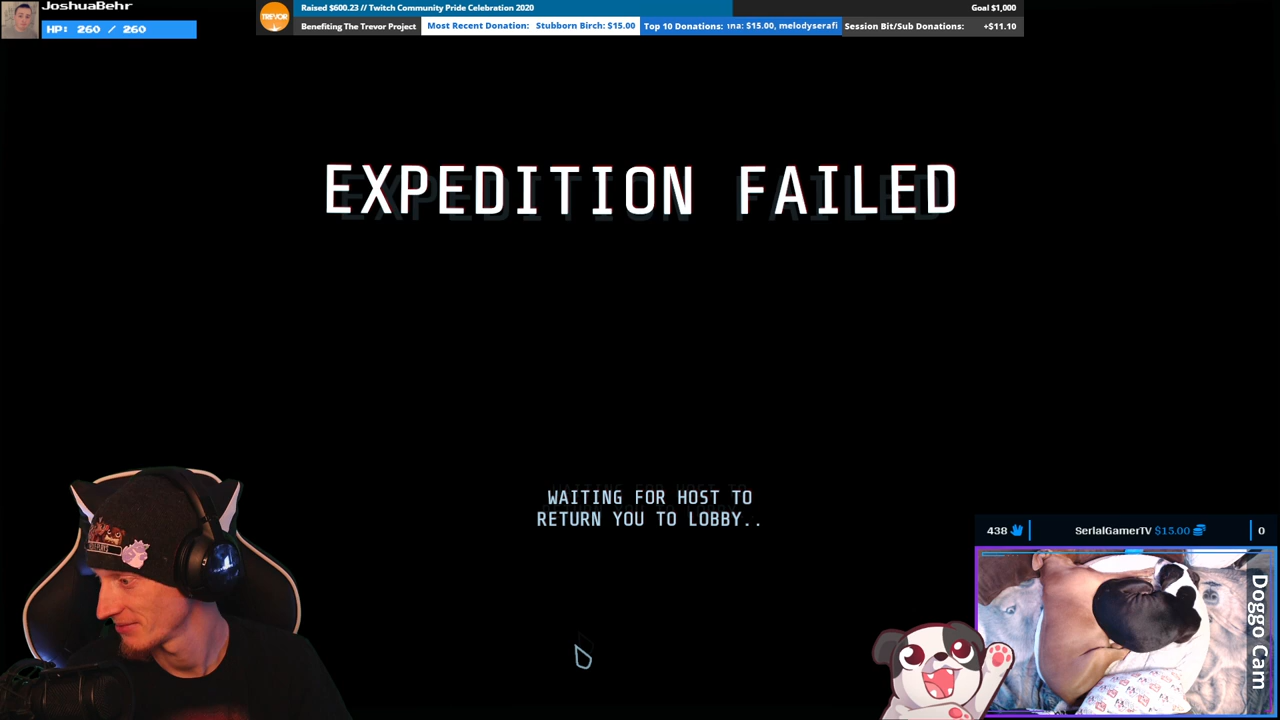 JoshuaBehr
HP: 260 / 260
TREVOR
Raised $600.23 // Twitch Community Pride Celebration 2020
Goal $1,000
Benefiting The Trevor Project
Most Recent Donation: Stubborn Birch: $15.00
Top 10 Donations: ına: $15.00, melodyserafi
Session Bit/Sub Donations: +$11.10
EXPEDITION FAILED
WAITING FOR HOST TO
RETURN YOU TO LOBBY..
438
SerialGamerTV $15.00
0
Doggo Cam